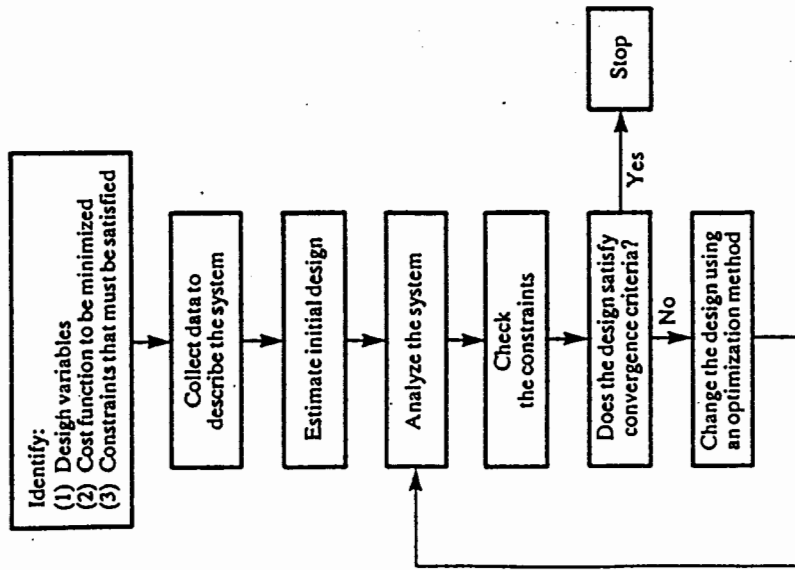 Identify:
(1) Design variables
(2) Cost function to be minimized
(3) Constraints that must be satisfied
Collect data to
describe the system
Estimate initial design
Analyze the system
Check
the constraints
Does the design satisfy
convergence criteria?
Yes
Stop
No
Change the design using
an optimization method